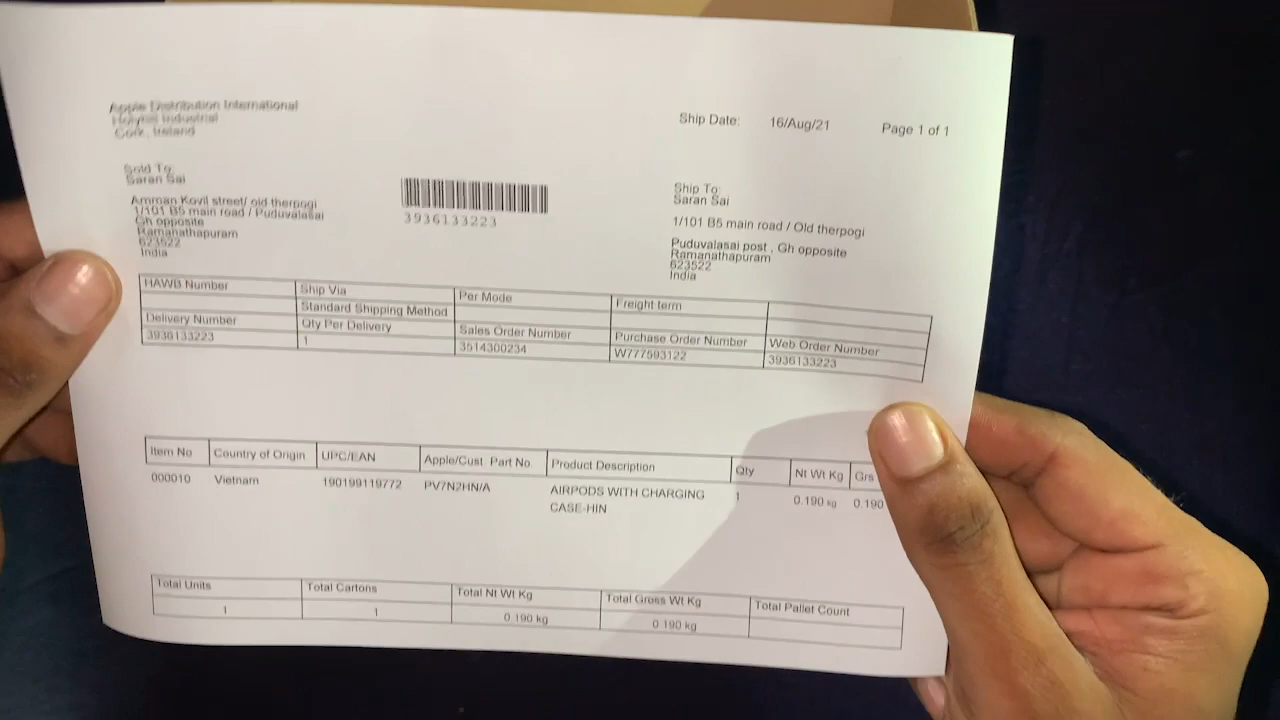 Apple Distribution International
Industrial
Cork, Ireland
Ship Date: 16/Aug/21 Page 1 of 1
Sold To
Saran Sai
Amman Kovil street/ old therpogi
1/101 B5 main road / Puduvalasai
Gh opposite
Ramanathapuram
623522
India
3936133223
Ship To
Saran Sai
1/101 B5 main road / Old therpogi
Puduvalasai post , Gh opposite
Ramanathapuram
623522
India
HAWB Number Ship Via Per Mode Freight term
Standard Shipping Method
Delivery Number Qty Per Delivery Sales Order Number Purchase Order Number Web Order Number
3936133223 1 3514300234 W777593122 3936133223
Item No Country of Origin UPC/EAN Apple/Cust. Part No. Product Description Qty Nt Wt Kg Grs
000010 Vietnam 190199119772 PV7N2HN/A AIRPODS WITH CHARGING 1 0.190 kg 0.190
CASE-HIN
Total Units Total Cartons Total Nt Wt Kg Total Gross Wt Kg Total Pallet Count
1 1 0.190 kg 0.190 kg